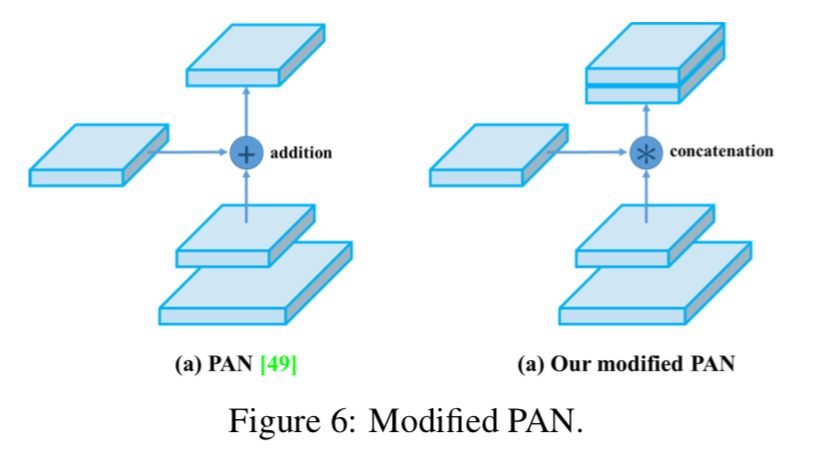 addition
concatenation
(a) PAN [49]
(a) Our modified PAN
Figure 6: Modified PAN.